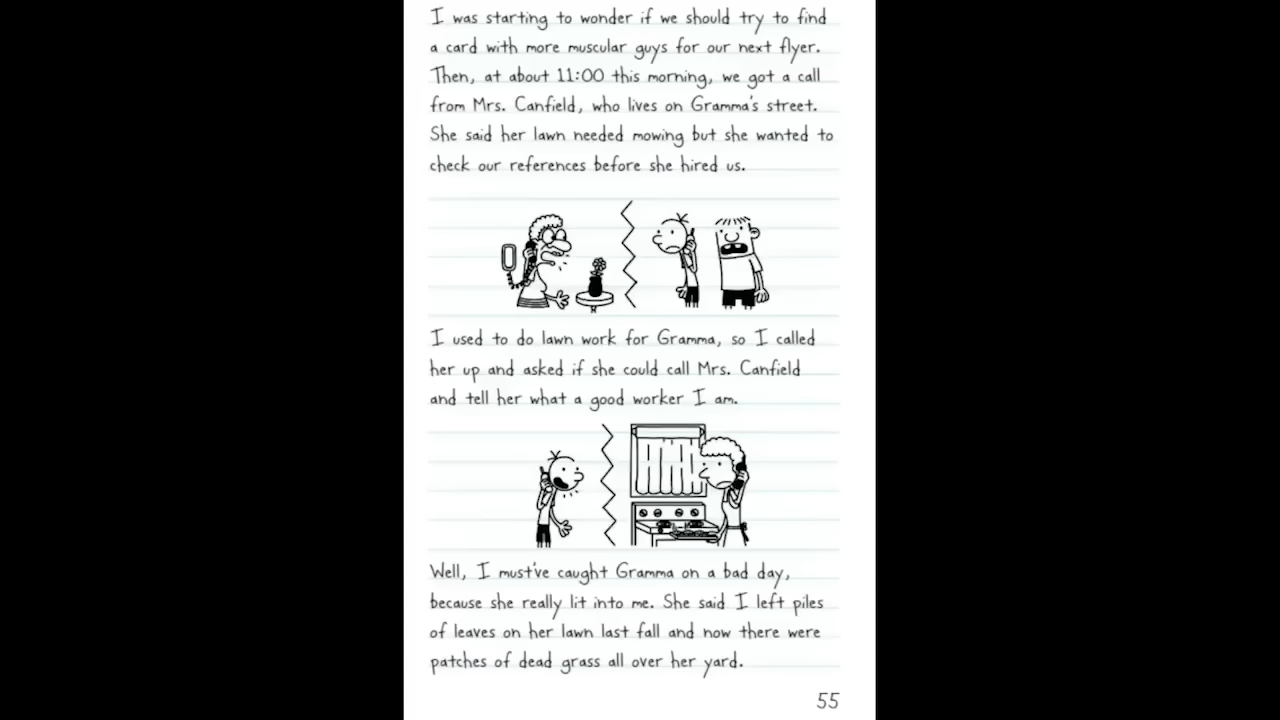 I was starting to wonder if we should try to find
a card with more muscular guys for our next flyer.
Then, at about 11:00 this morning, we got a call
from Mrs. Canfield, who lives on Gramma's street.
She said her lawn needed mowing but she wanted to
check our references before she hired us.
I used to do lawn work for Gramma, so I called
her up and asked if she could call Mrs. Canfield
and tell her what a good worker I am.
Well, I must've caught Gramma on a bad day,
because she really lit into me. She said I left piles
of leaves on her lawn last fall and now there were
patches of dead grass all over her yard.
55